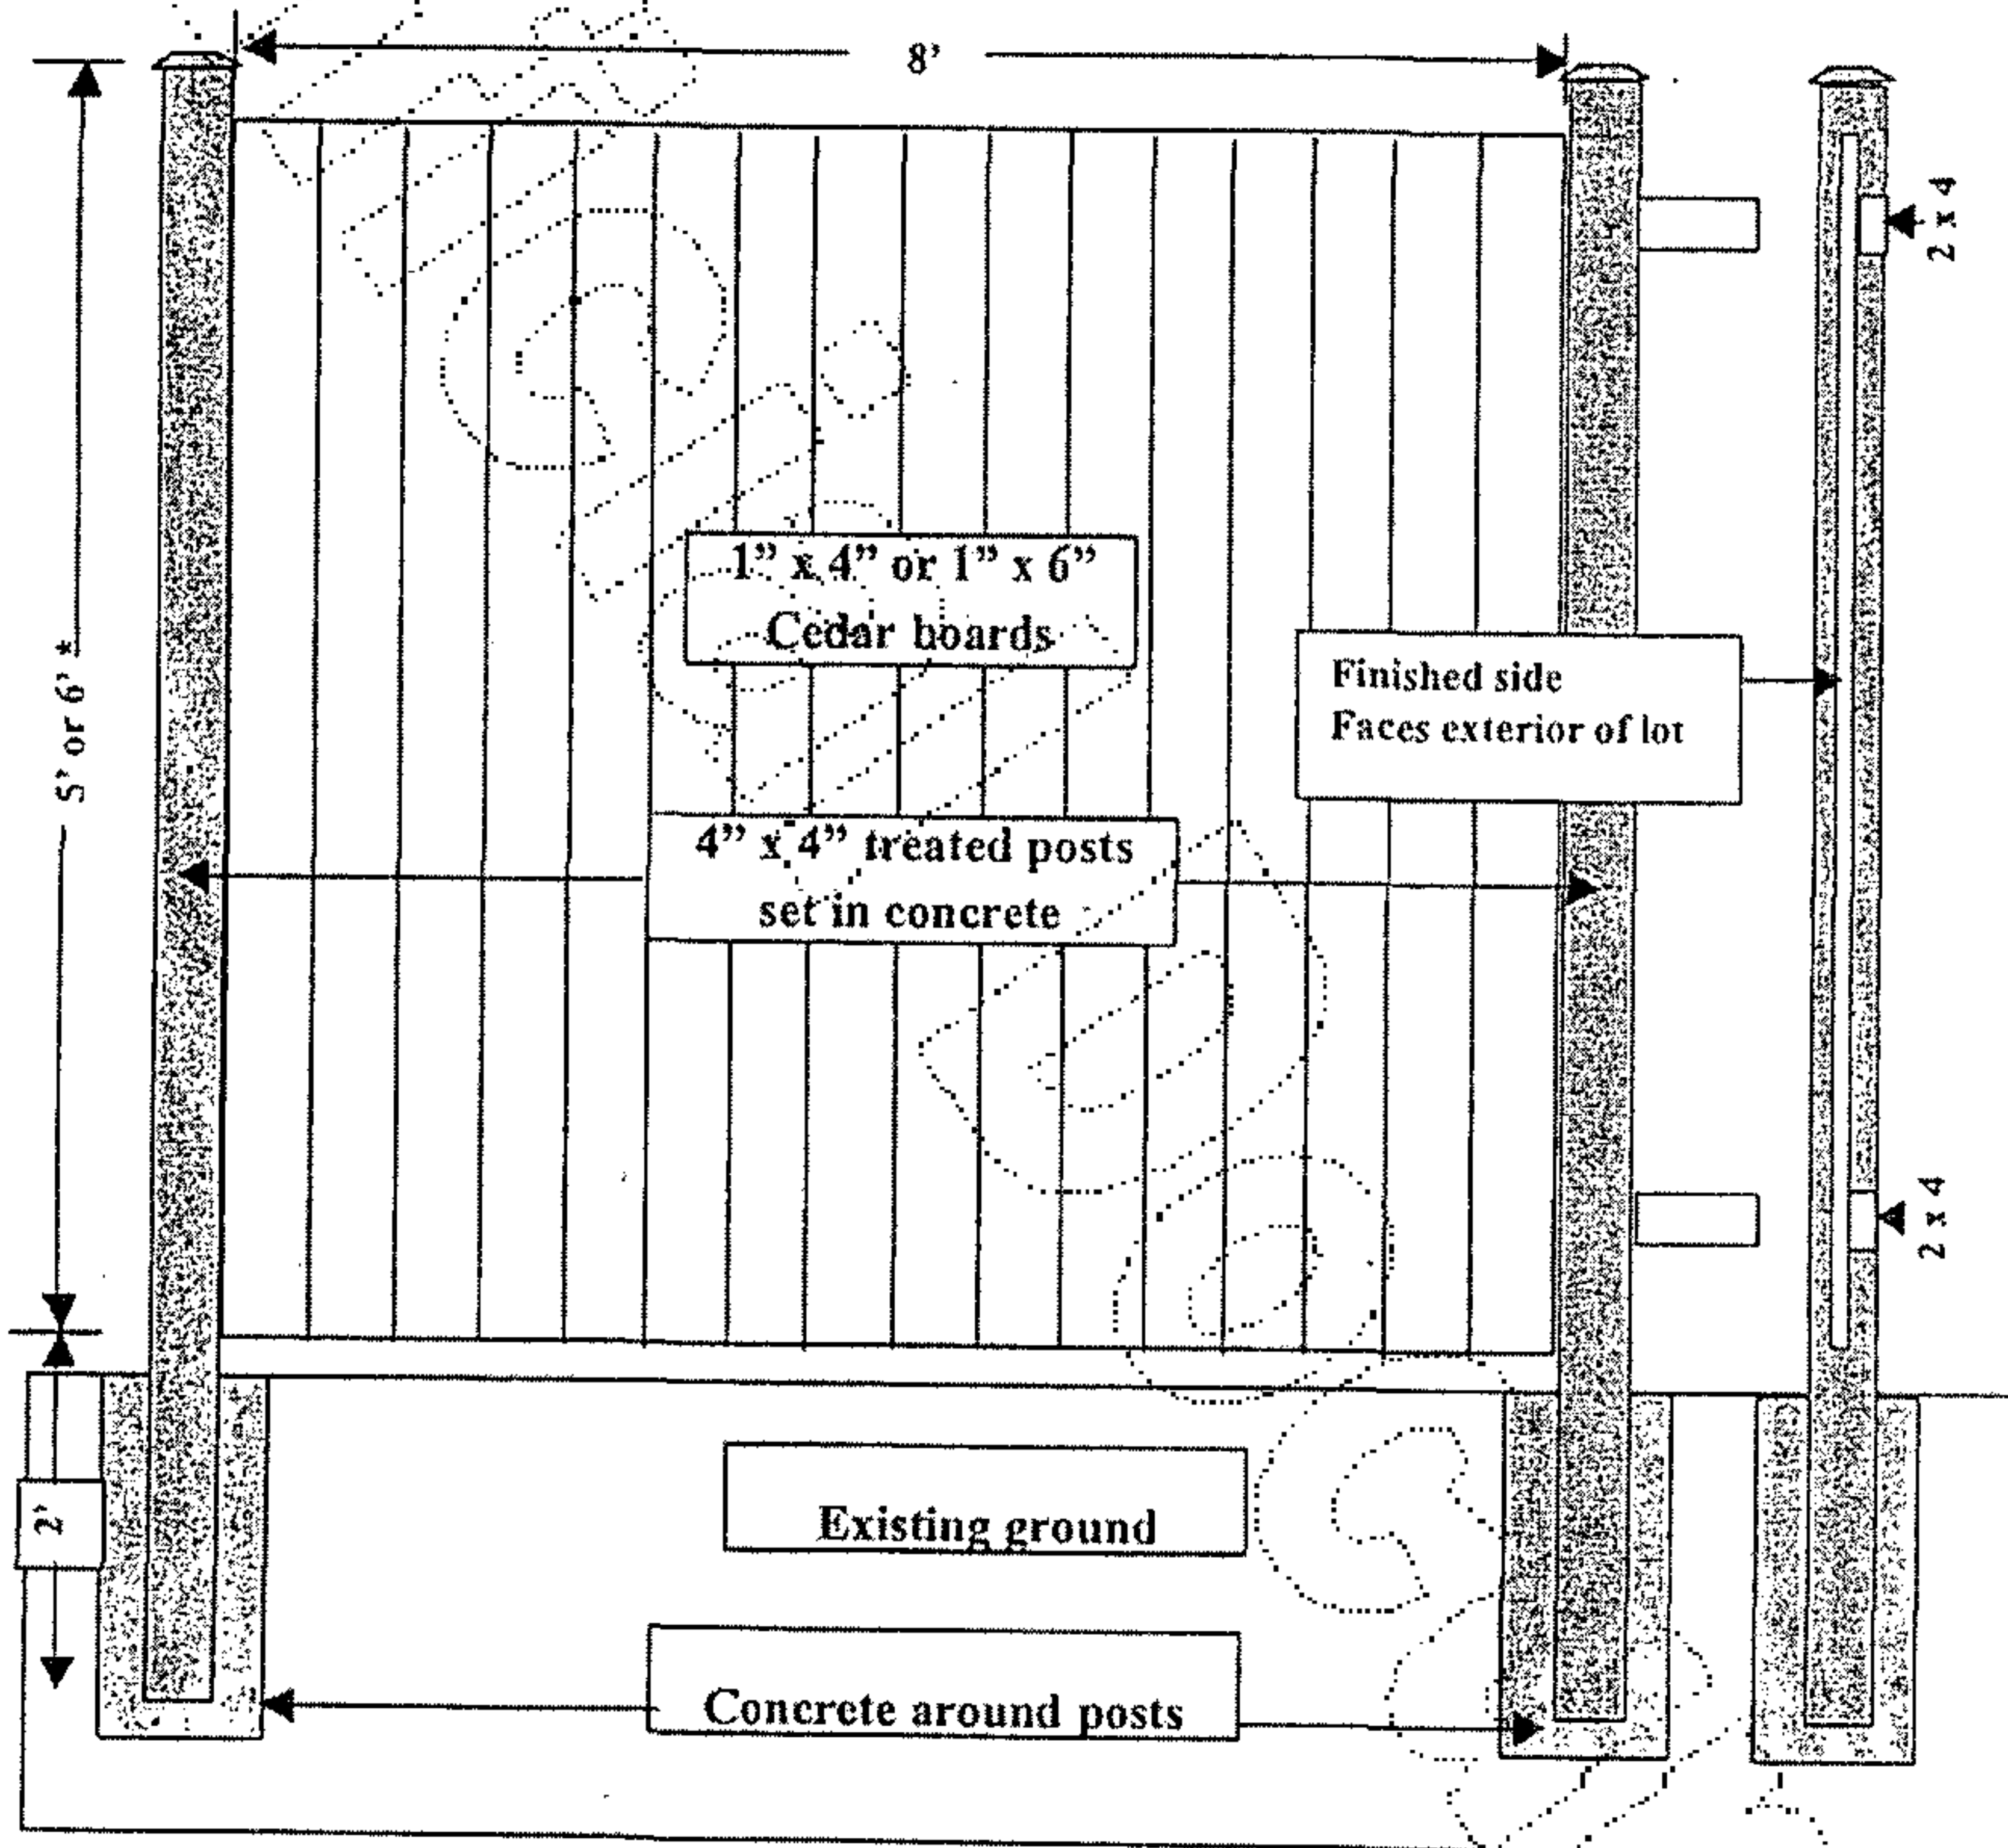 8’
2 x 4
1” x 4” or 1” x 6”
Cedar boards
5’ or 6’ *
Finished side
Faces exterior of lot
4” x 4” treated posts
set in concrete
2 x 4
2’
Existing ground
Concrete around posts